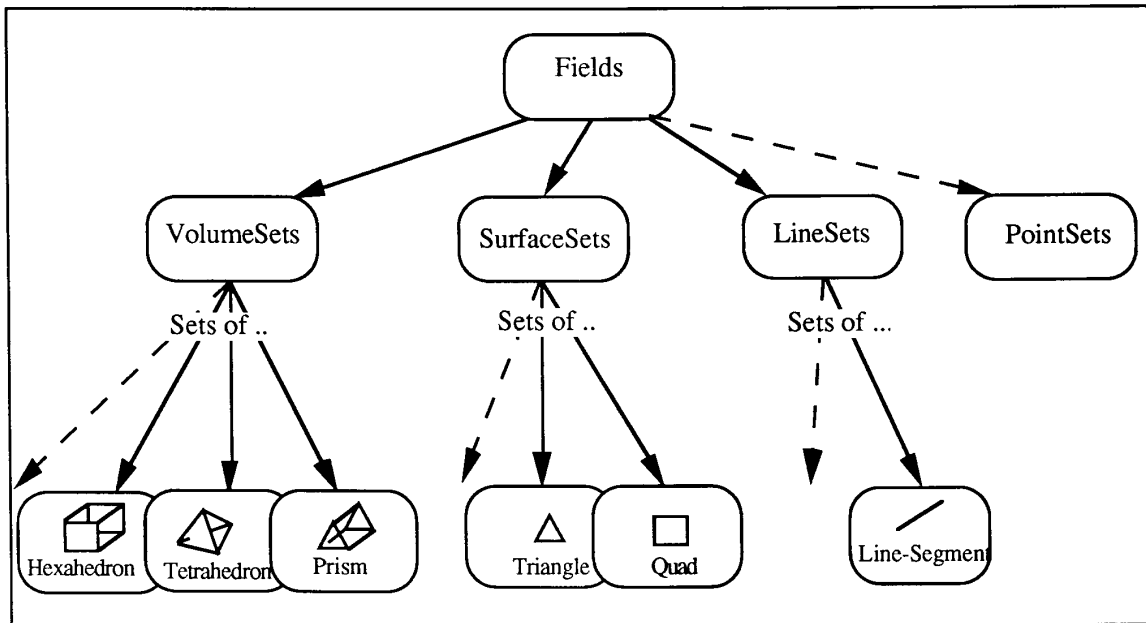 Fields
VolumeSets
SurfaceSets
LineSets
PointSets
Sets of ..
Sets of ..
Sets of ...
Hexahedron
Tetrahedron
Prism
Triangle
Quad
Line-Segment